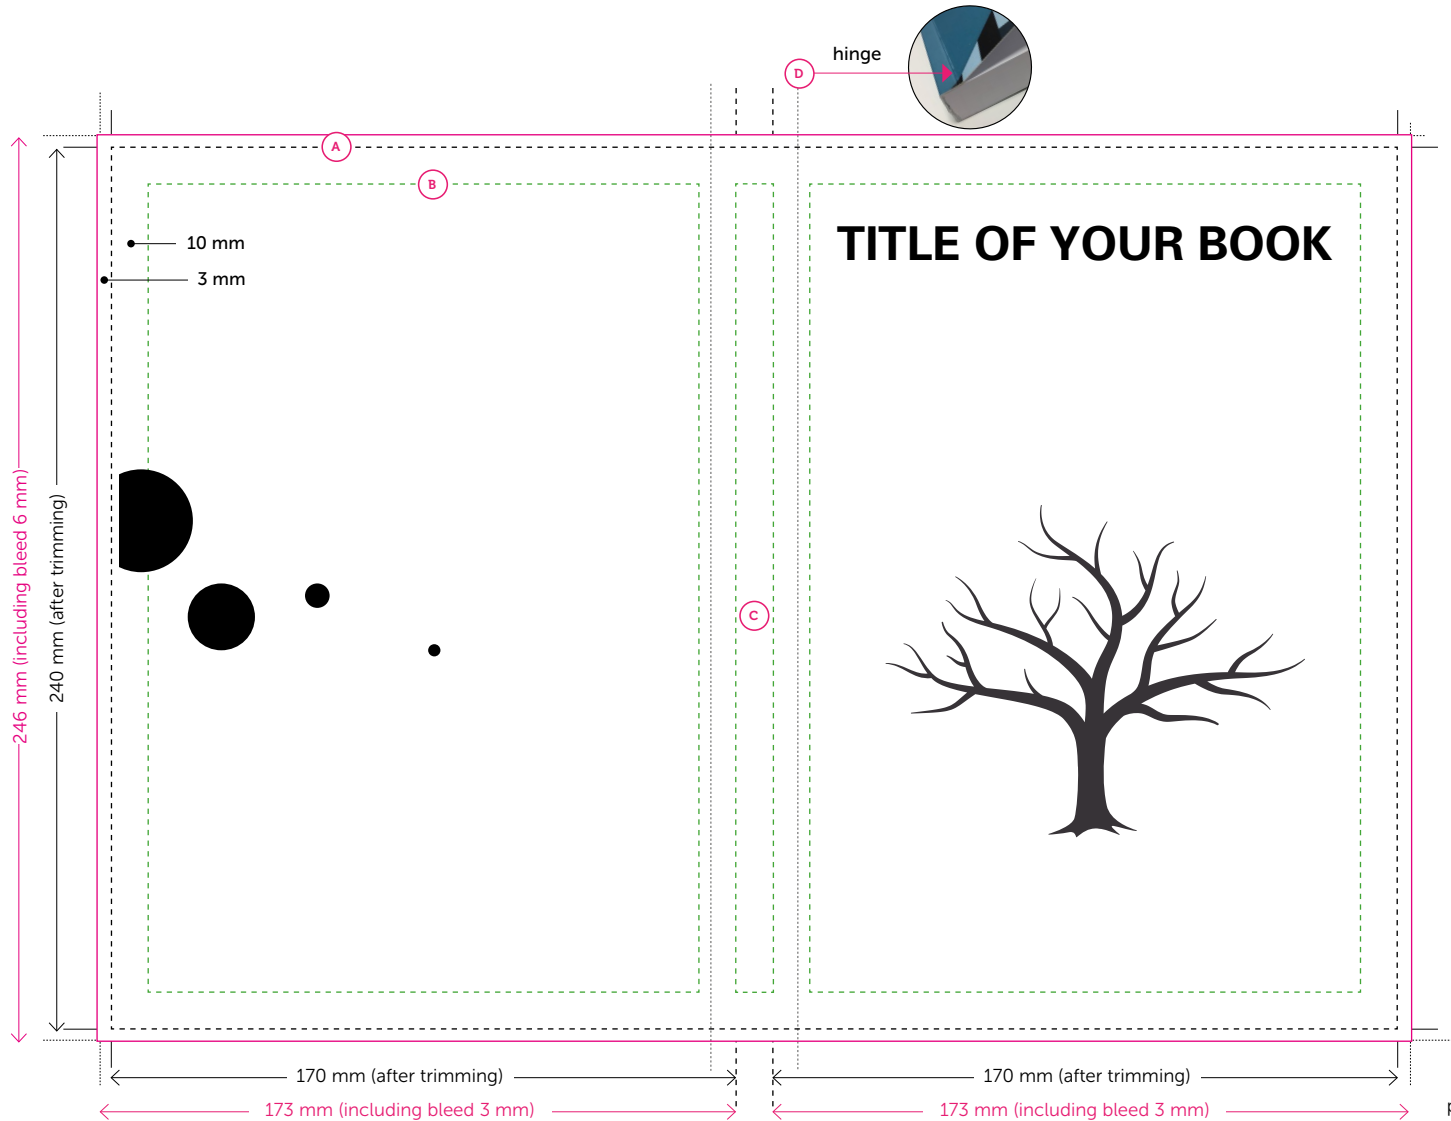 hinge
D
A
B
10 mm
3 mm
TITLE OF YOUR BOOK
246 mm (including bleed 6 mm)
240 mm (after trimming)
C
170 mm (after trimming)
170 mm (after trimming)
173 mm (including bleed 3 mm)
173 mm (including bleed 3 mm)